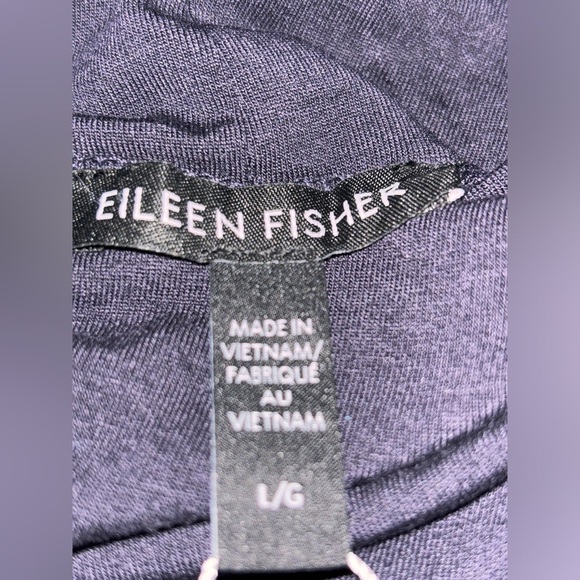 EILEEN FISHER
MADE IN
VIETNAM/
FABRIQUÉ
AU
VIETNAM
L/G